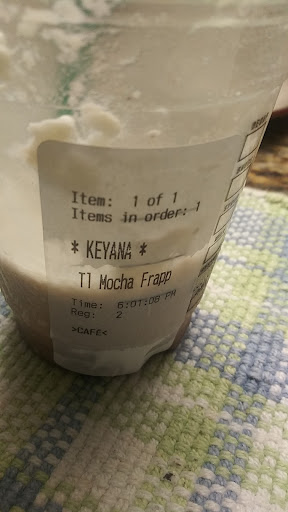 Item: 1 of 1
Items in order: 1
* KEYANA *
Tl Mocha Frapp
Time: 6:01:08 PM
Reg: 2
>CAFE<